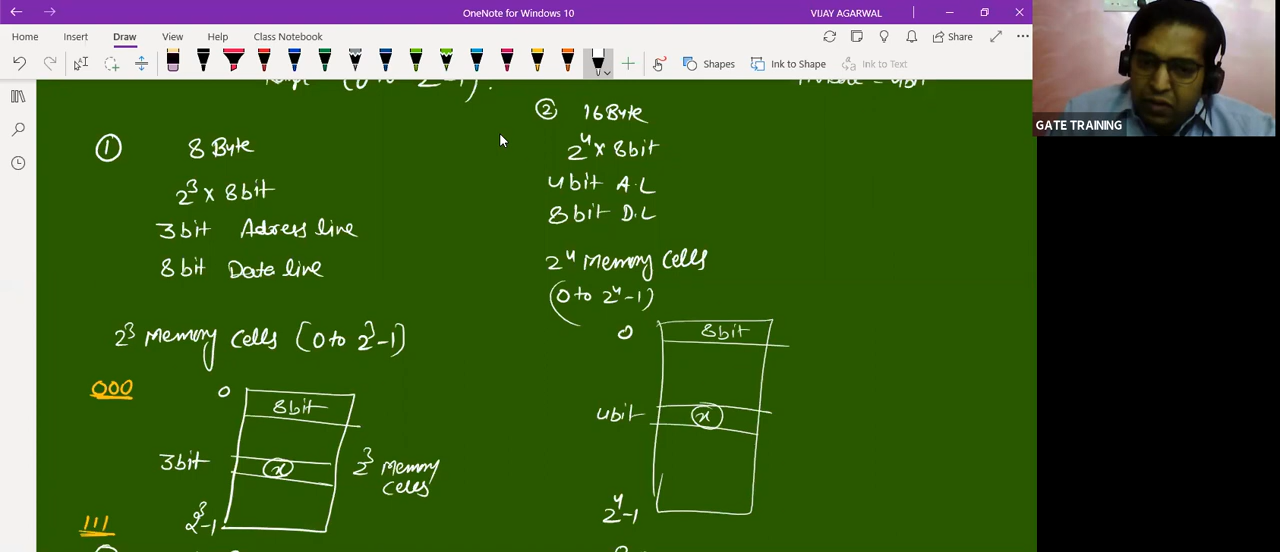 OneNote for Windows 10
VIJAY AGARWAL
Home Insert Draw View Help Class Notebook
Share
Shapes
Ink to Shape
Ink to Text
GATE TRAINING
① 8 Byte
2³ x 8bit
3bit Adress line
8bit Data line
2³ Memory Cells (0 to 2³-1)
000
0
8bit
3bit
x
2³ Memory
Cells
2³-1
111
② 16Byte
2⁴ x 8bit
4bit A.L
8bit D.L
2⁴ Memory Cells
(0 to 2⁴-1)
0
8bit
4bit
x
2⁴-1